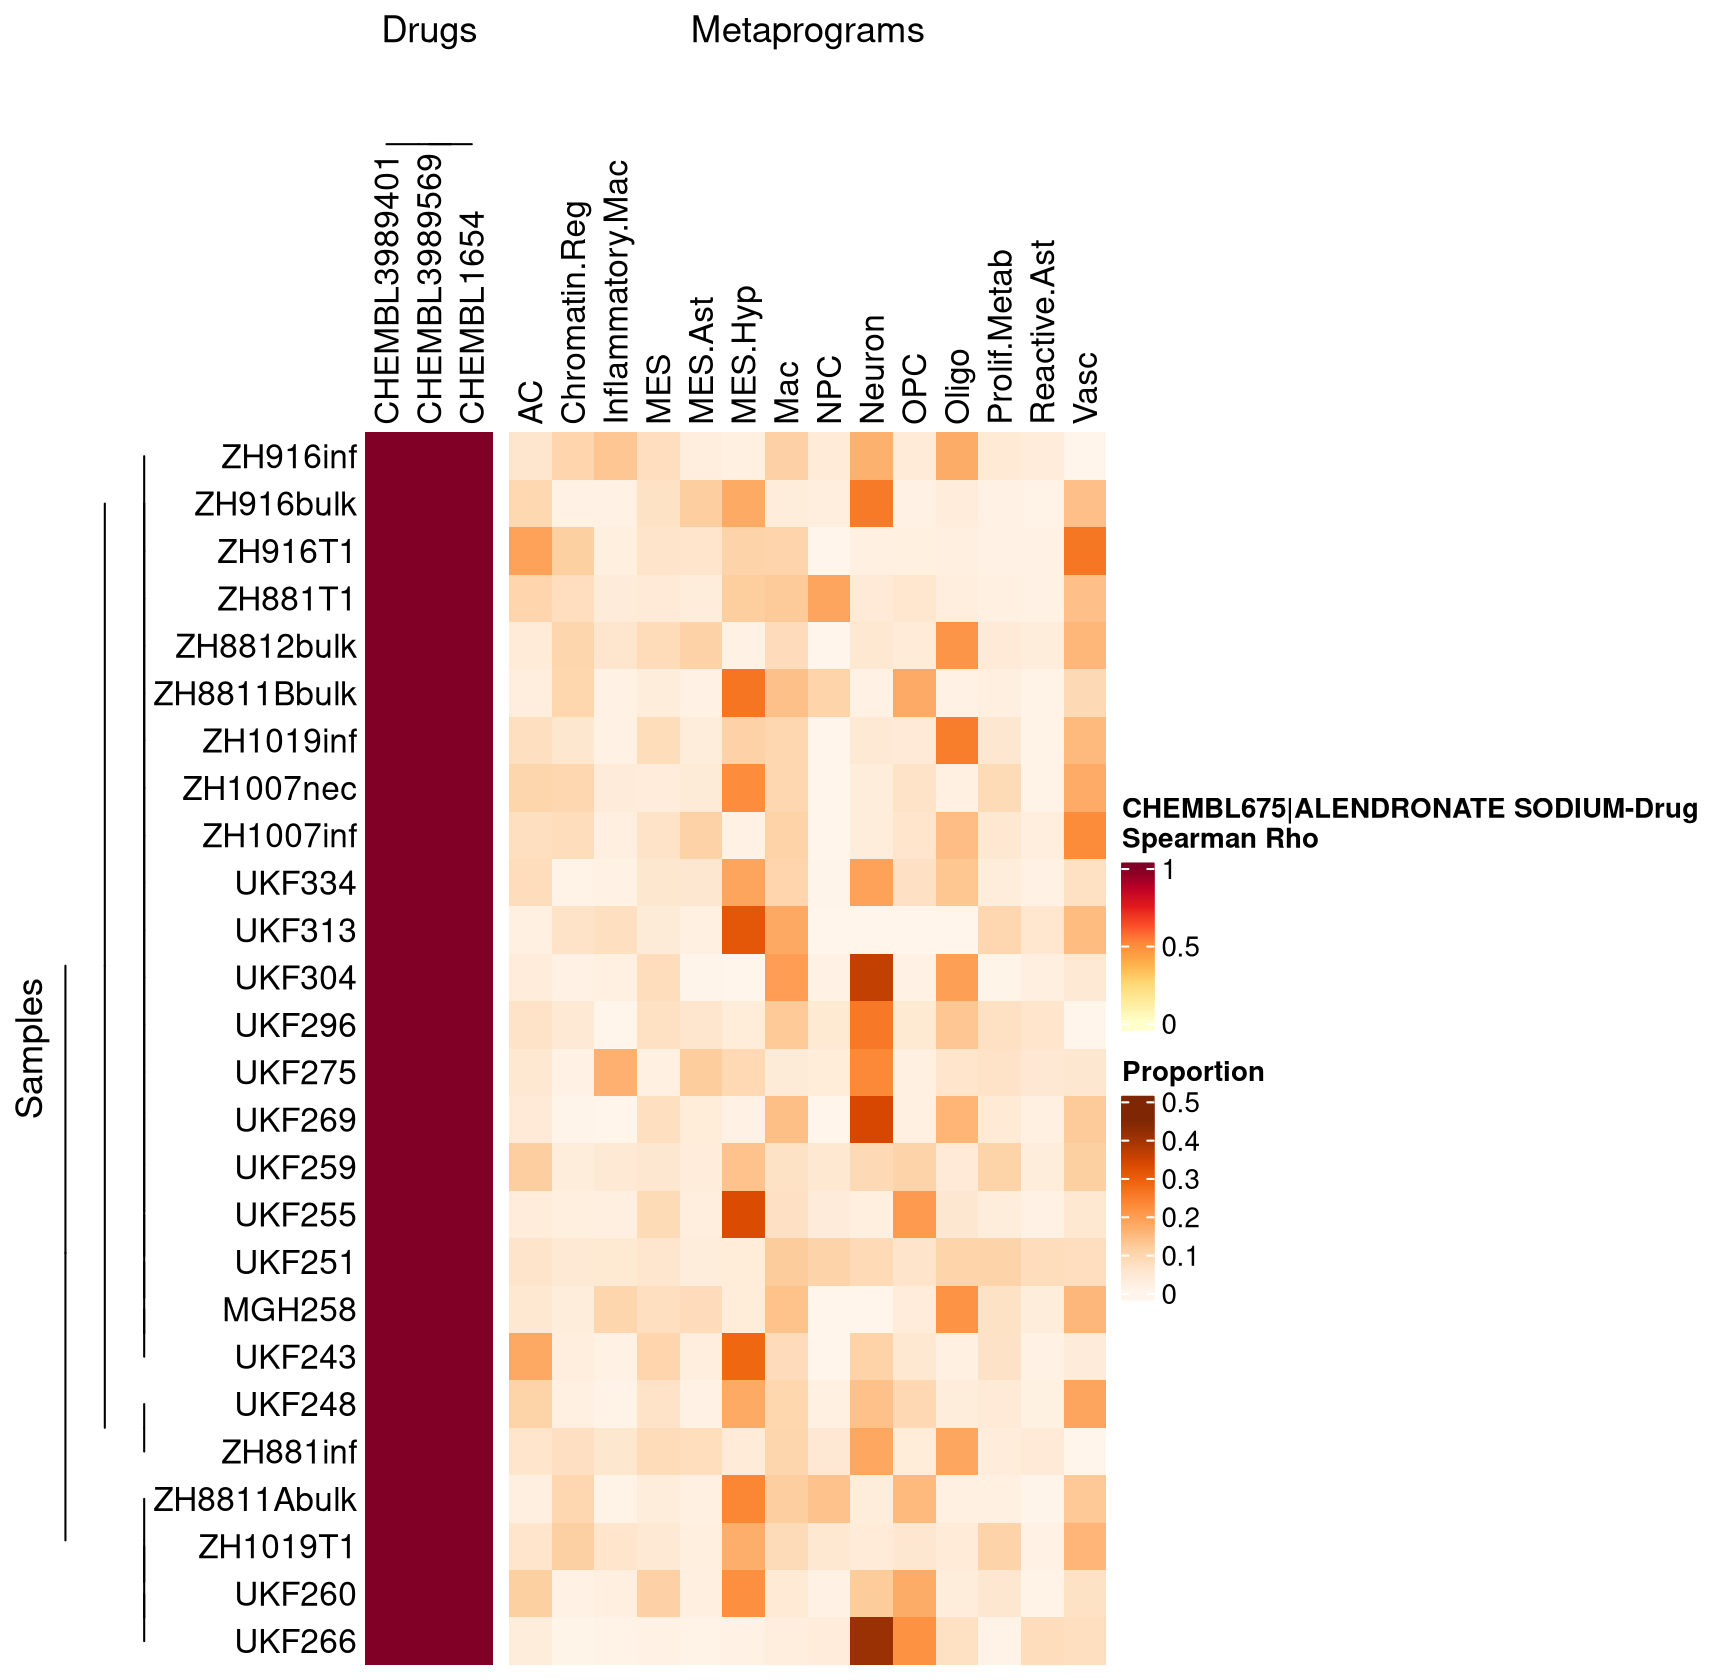 Drugs
Metaprograms
CHEMBL3989401
CHEMBL3989569
CHEMBL1654
AC
Chromatin.Reg
Inflammatory.Mac
MES
MES.Ast
MES.Hyp
Mac
NPC
Neuron
OPC
Oligo
Prolif.Metab
Reactive.Ast
Vasc
Samples
ZH916inf
ZH916bulk
ZH916T1
ZH881T1
ZH8812bulk
ZH8811Bbulk
ZH1019inf
ZH1007nec
ZH1007inf
UKF334
UKF313
UKF304
UKF296
UKF275
UKF269
UKF259
UKF255
UKF251
MGH258
UKF243
UKF248
ZH881inf
ZH8811Abulk
ZH1019T1
UKF260
UKF266
CHEMBL675|ALENDRONATE SODIUM-Drug
Spearman Rho
1
0.5
0
Proportion
0.5
0.4
0.3
0.2
0.1
0